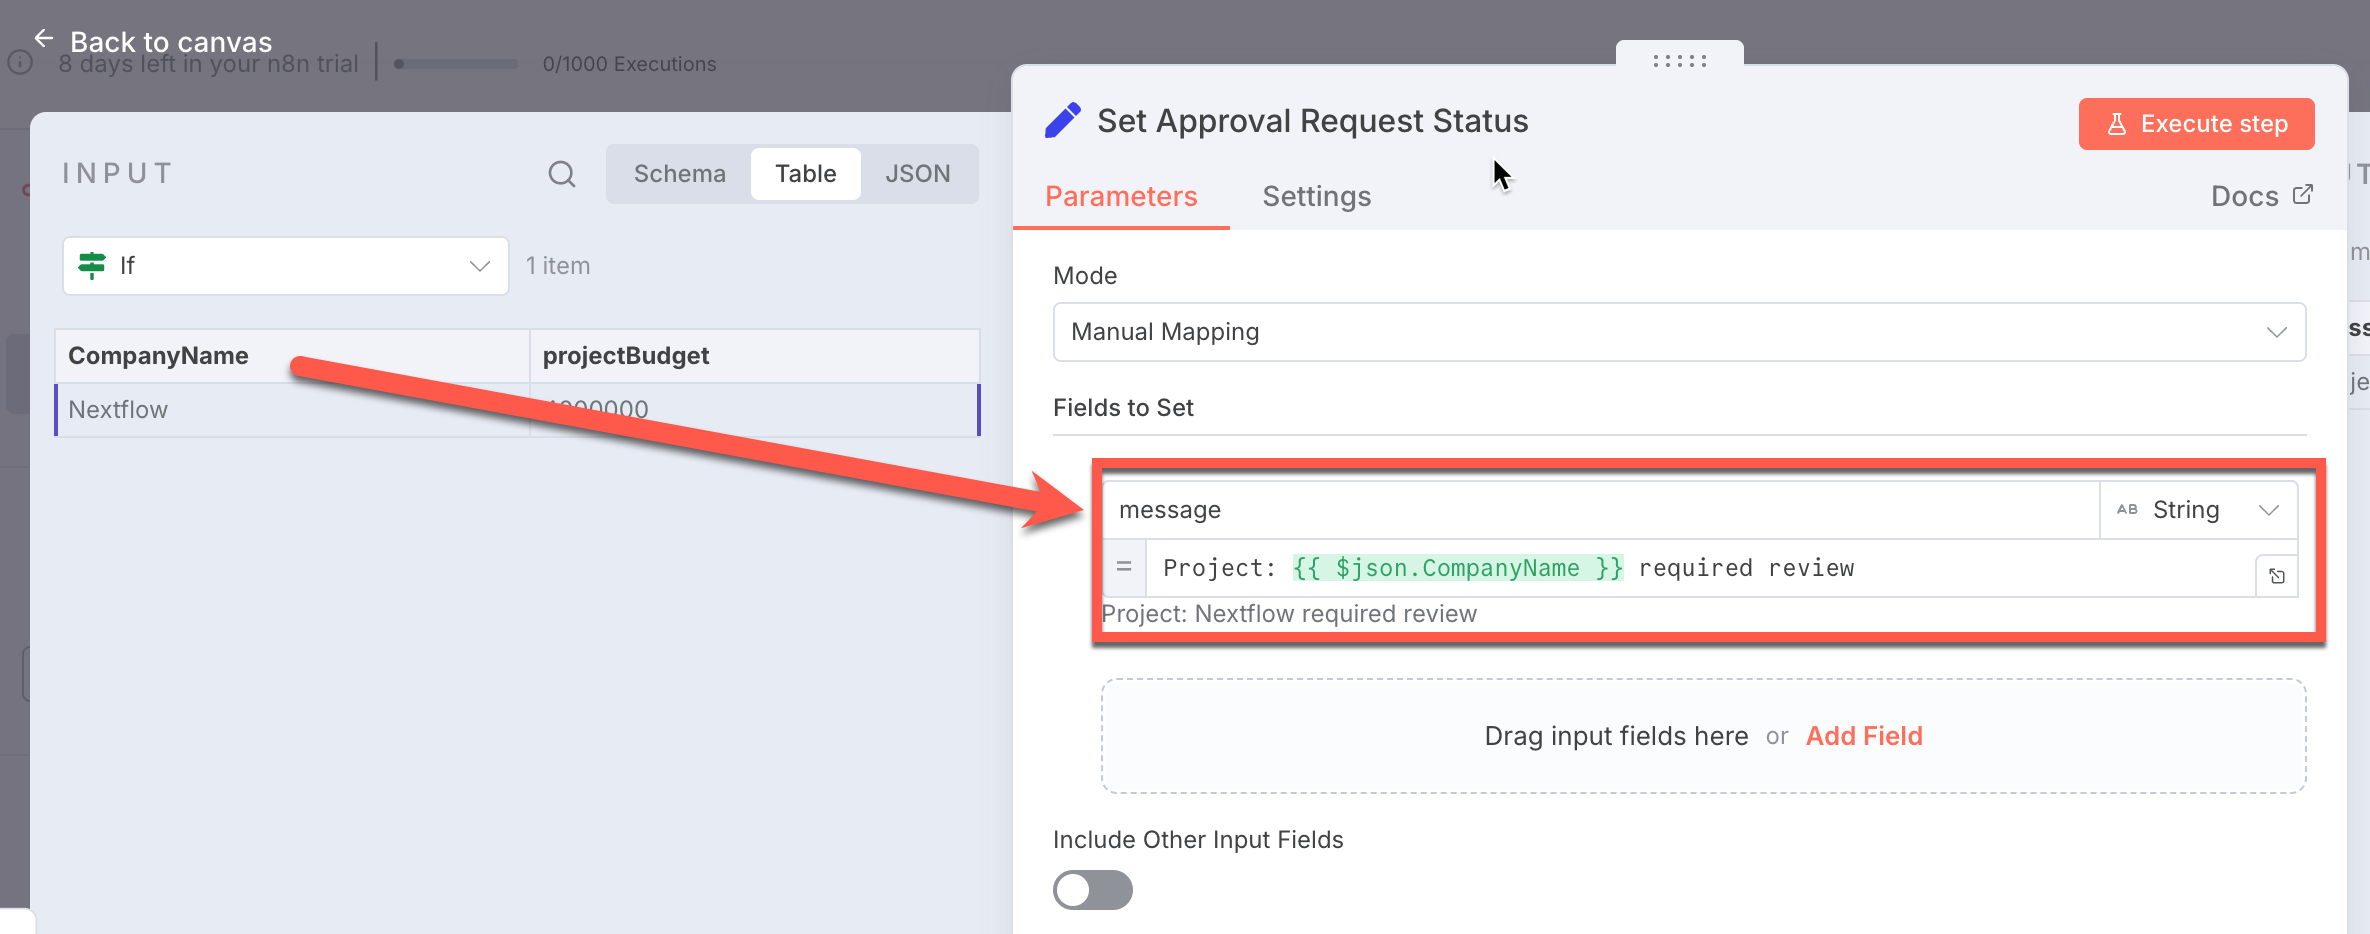 Back to canvas
8 days left in your n8n trial
0/1000 Executions
INPUT
Schema
Table
JSON
If
1 item
CompanyName
projectBudget
Nextflow
Set Approval Request Status
Execute step
Parameters
Settings
Docs
Mode
Manual Mapping
Fields to Set
message
AB String
= Project: {{ $json.CompanyName }} required review
Project: Nextflow required review
Drag input fields here or Add Field
Include Other Input Fields